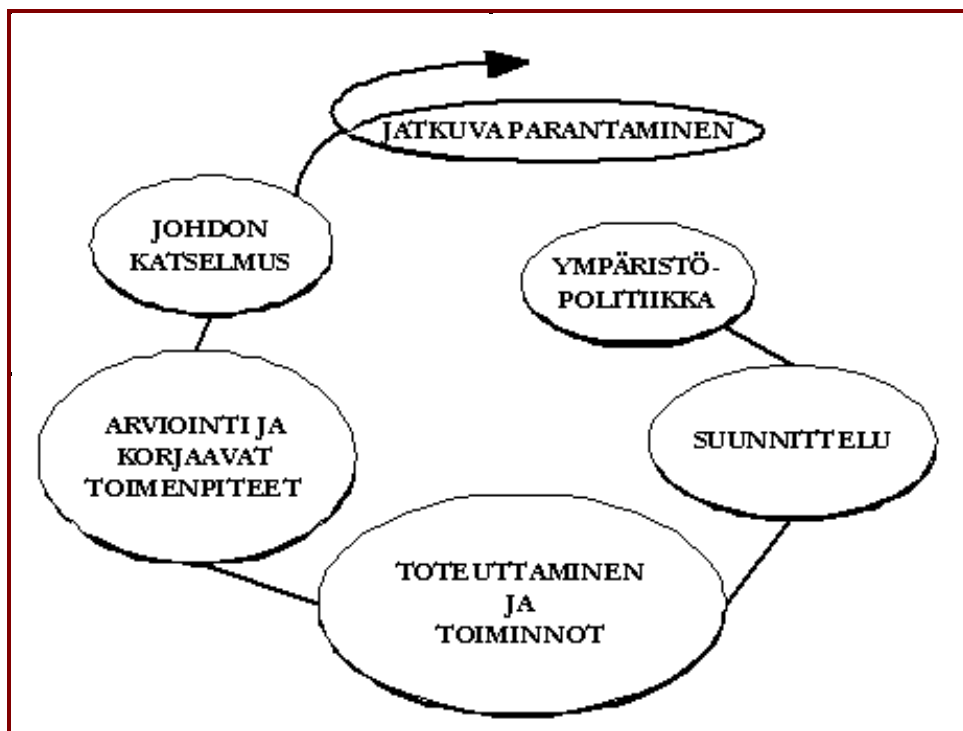 JATKUVA PARANTAMINEN
JOHDON
KATSELMUS
YMPÄRISTÖ-
POLITIIKKA
ARVIOINTI JA
KORJAAVAT
TOIMENPITEET
SUUNNITTELU
TOTEUTTAMINEN
JA
TOIMINNOT